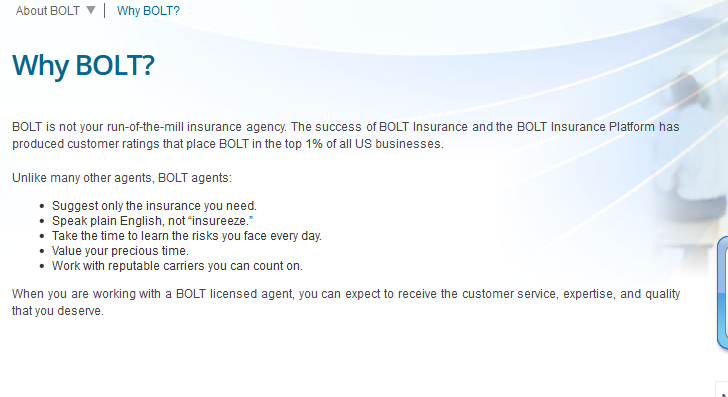 About BOLT ▼ | Why BOLT?
Why BOLT?
BOLT is not your run-of-the-mill insurance agency. The success of BOLT Insurance and the BOLT Insurance Platform has
produced customer ratings that place BOLT in the top 1% of all US businesses.
Unlike many other agents, BOLT agents:
• Suggest only the insurance you need.
• Speak plain English, not “insureeze.”
• Take the time to learn the risks you face every day.
• Value your precious time.
• Work with reputable carriers you can count on.
When you are working with a BOLT licensed agent, you can expect to receive the customer service, expertise, and quality
that you deserve.